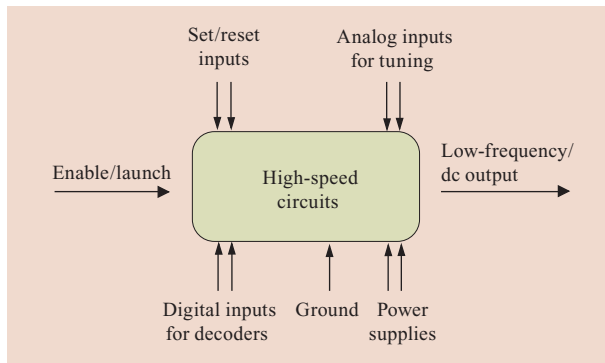 Set/reset
inputs
Analog inputs
for tuning
Enable/launch
High-speed
circuits
Low-frequency/
dc output
Digital inputs
for decoders
Ground
Power
supplies